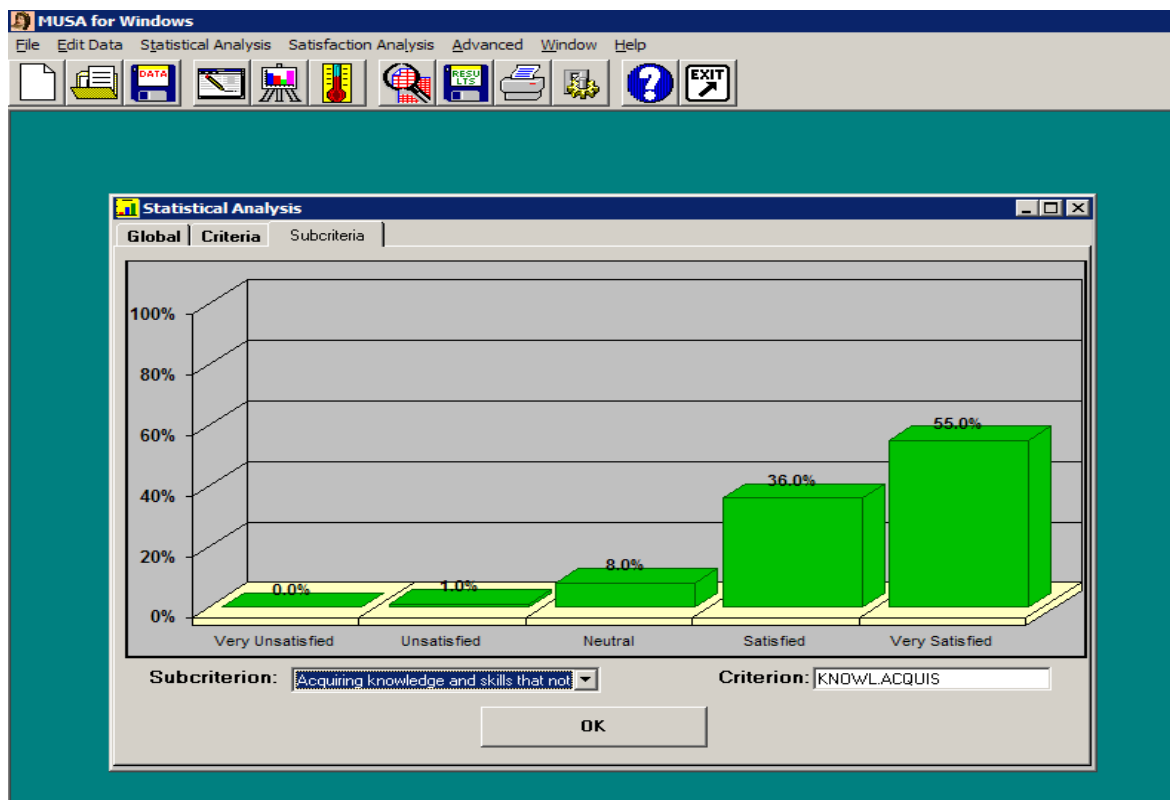 MUSA for Windows
File Edit Data Statistical Analysis Satisfaction Analysis Advanced Window Help
DATA RESU LTS ? EXIT
Statistical Analysis
Global Criteria Subcriteria
100%
80%
60%
40%
20%
0%
0.0% 1.0% 8.0% 36.0% 55.0%
Very Unsatisfied Unsatisfied Neutral Satisfied Very Satisfied
Subcriterion: Acquiring knowledge and skills that not Criterion: KNOWL.ACQUIS
OK